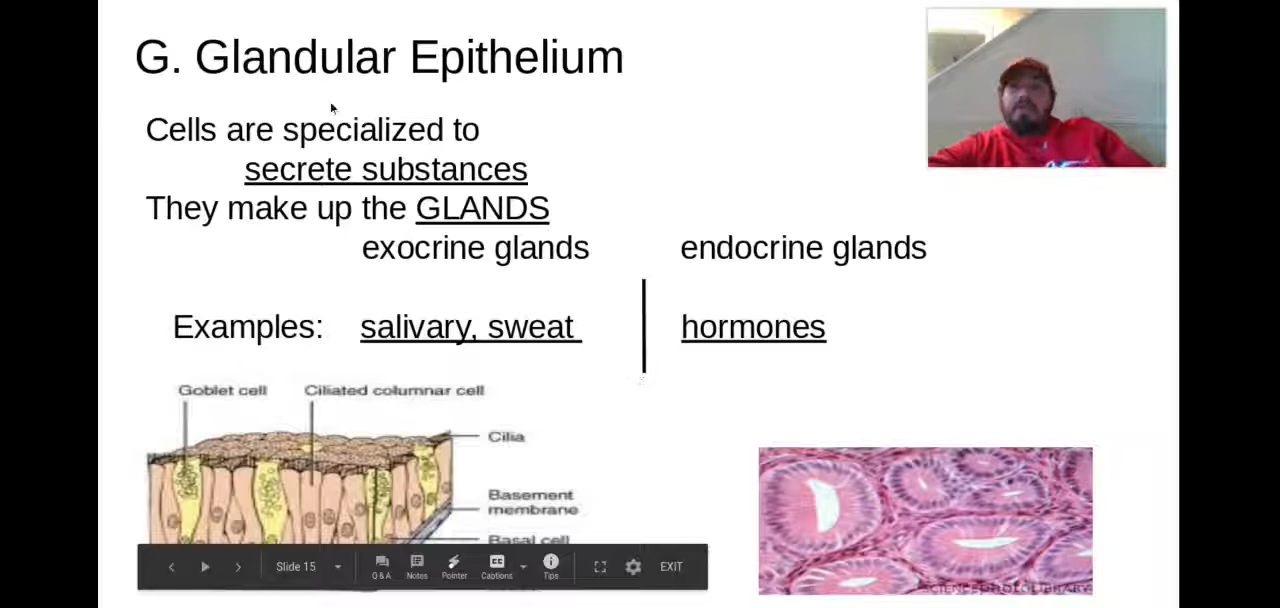 G. Glandular Epithelium
Cells are specialized to
secrete substances
They make up the GLANDS
exocrine glands endocrine glands
Examples: salivary, sweat hormones
Goblet cell Ciliated columnar cell
Cilia
Basement
membrane
Basal cell
Slide 15 Q & A Notes Pointer Captions Tips EXIT
SCIENCEPHOTOLIBRARY